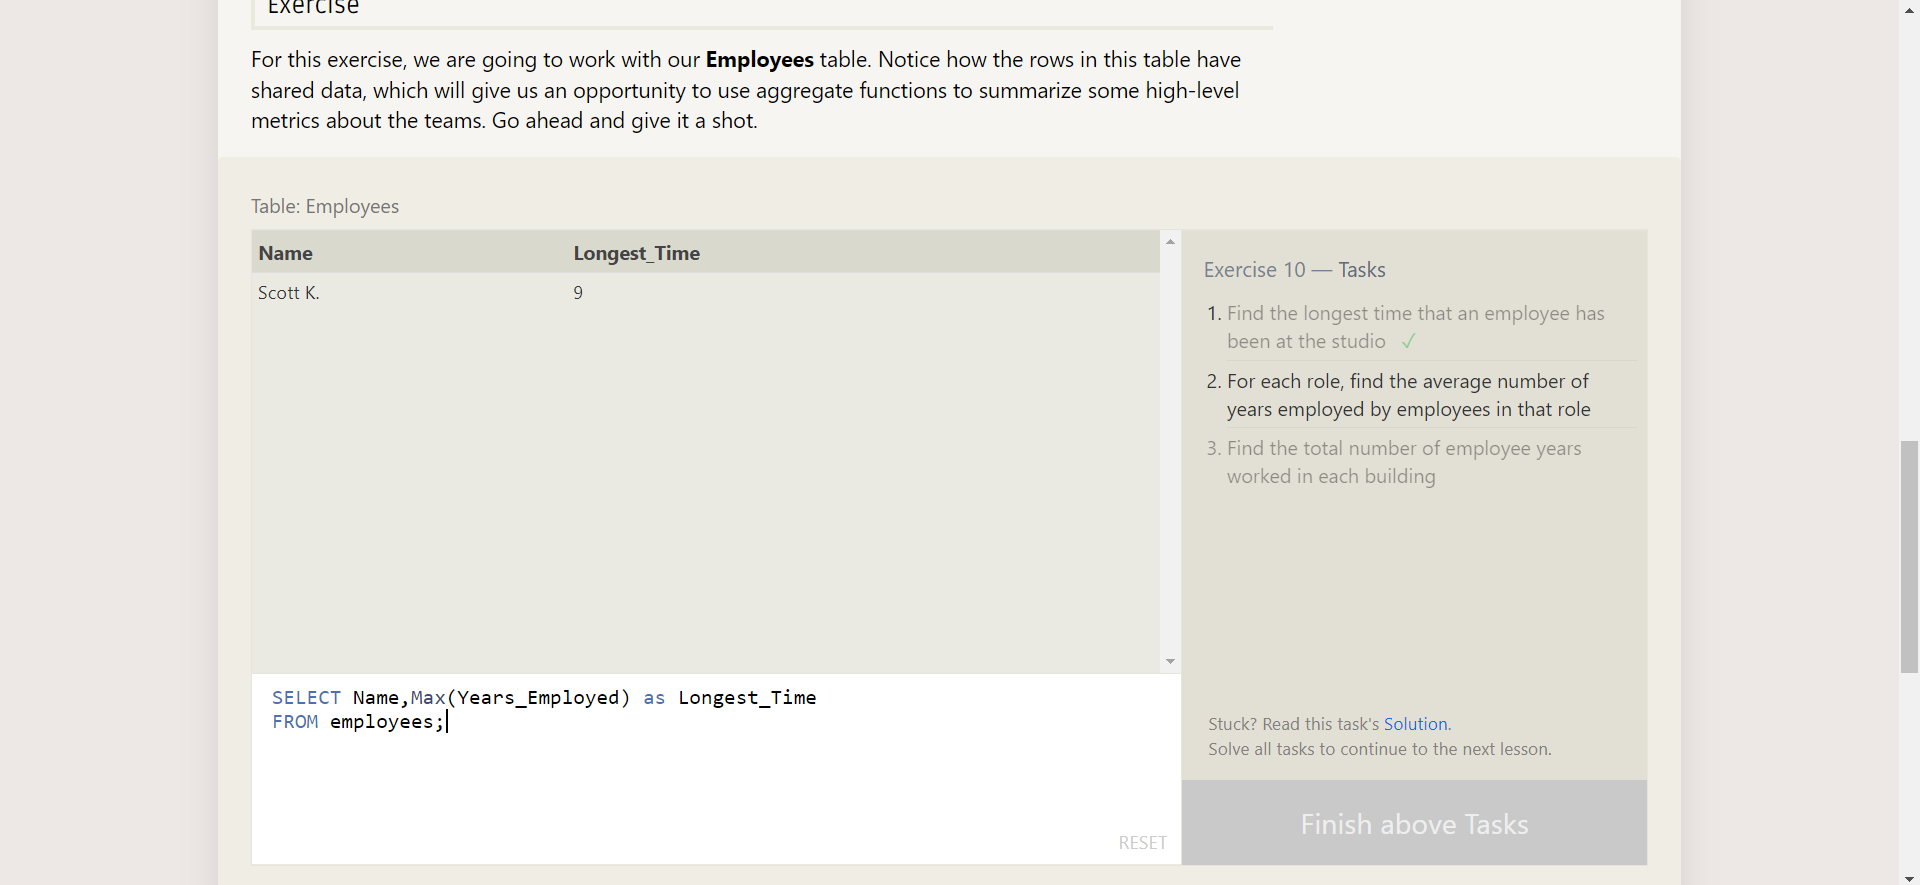 Exercise
For this exercise, we are going to work with our Employees table. Notice how the rows in this table have
shared data, which will give us an opportunity to use aggregate functions to summarize some high-level
metrics about the teams. Go ahead and give it a shot.
Table: Employees
Name Longest_Time
Scott K. 9
SELECT Name,Max(Years_Employed) as Longest_Time
FROM employees;
RESET
Exercise 10 — Tasks
1. Find the longest time that an employee has
been at the studio ✓
2. For each role, find the average number of
years employed by employees in that role
3. Find the total number of employee years
worked in each building
Stuck? Read this task's Solution.
Solve all tasks to continue to the next lesson.
Finish above Tasks